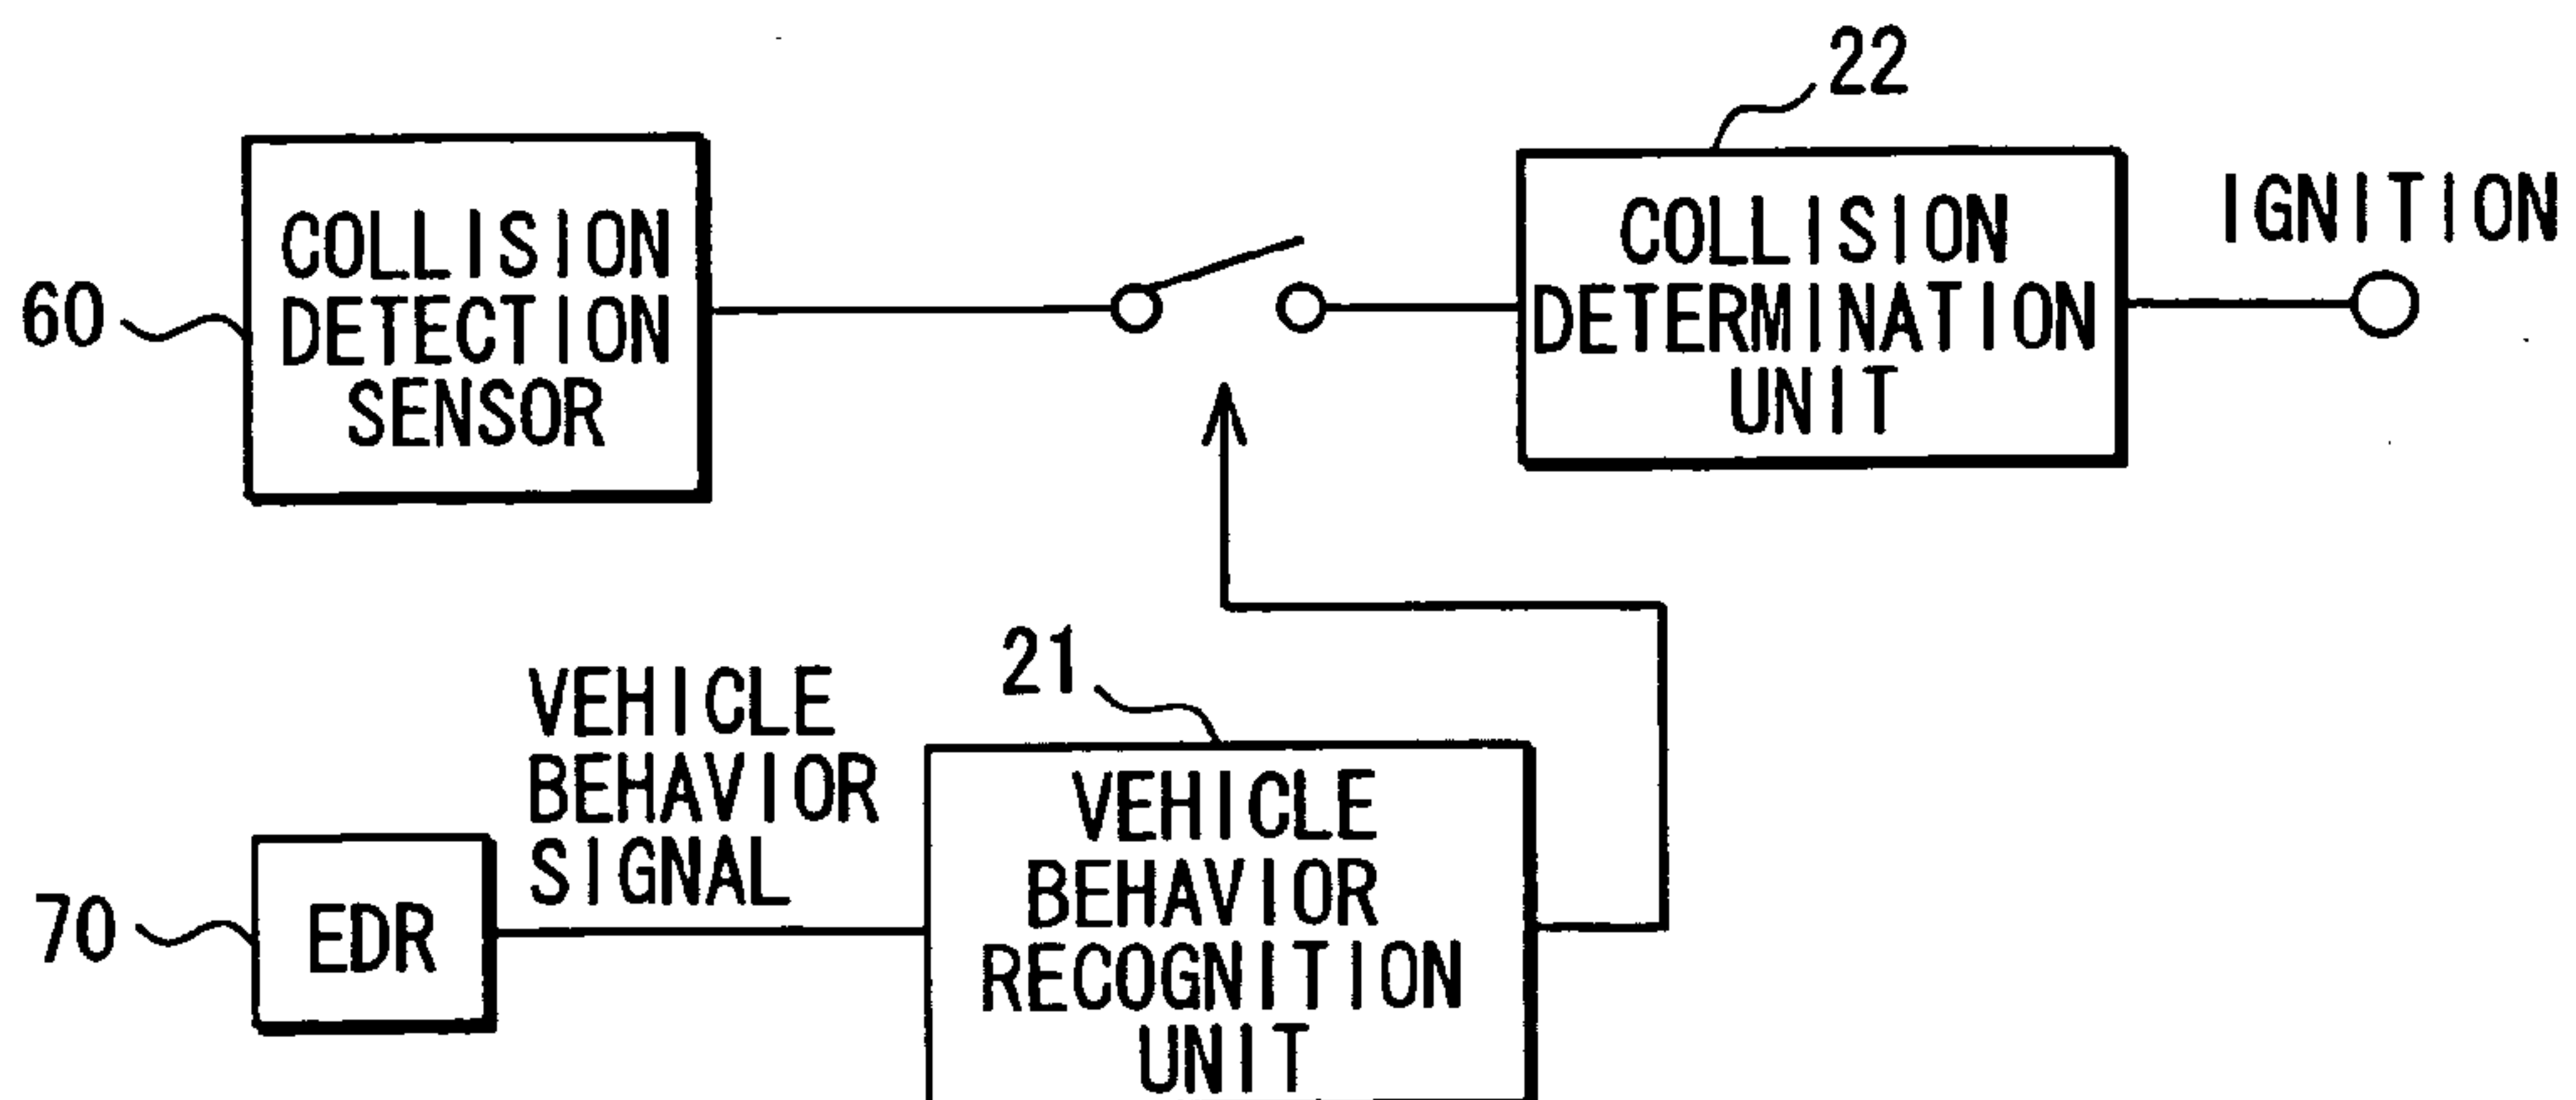 22
60
COLLISION
DETECTION
SENSOR
COLLISION
DETERMINATION
UNIT
IGNITION
21
VEHICLE
BEHAVIOR
SIGNAL
70
EDR
VEHICLE
BEHAVIOR
RECOGNITION
UNIT